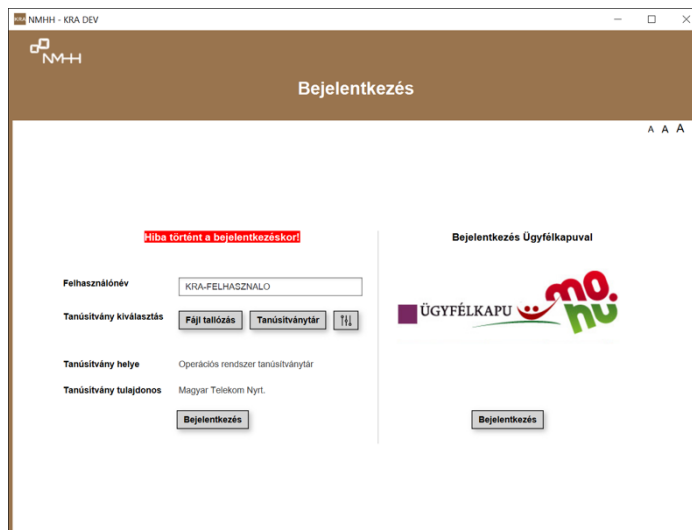 KRA NMHH - KRA DEV
NMHH
Bejelentkezés
A A A
Hiba történt a bejelentkezéskor!
Felhasználónév
KRA-FELHASZNALO
Tanúsítvány kiválasztás
Fájl tallózás
Tanúsítványtár
Tanúsítvány helye
Operációs rendszer tanúsítványtár
Tanúsítvány tulajdonos
Magyar Telekom Nyrt.
Bejelentkezés
Bejelentkezés Ügyfélkapuval
ÜGYFÉLKAPU
mo.
hu
Bejelentkezés